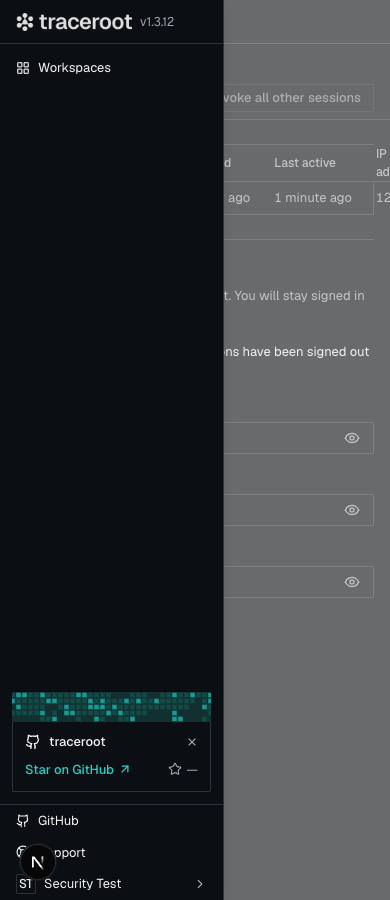 traceroot v1.3.12
Workspaces
voke all other sessions
d Last active IP
ad
ago 1 minute ago 12
t. You will stay signed in
ns have been signed out
traceroot ×
Star on GitHub ↗ —
GitHub
pport
N
ST Security Test